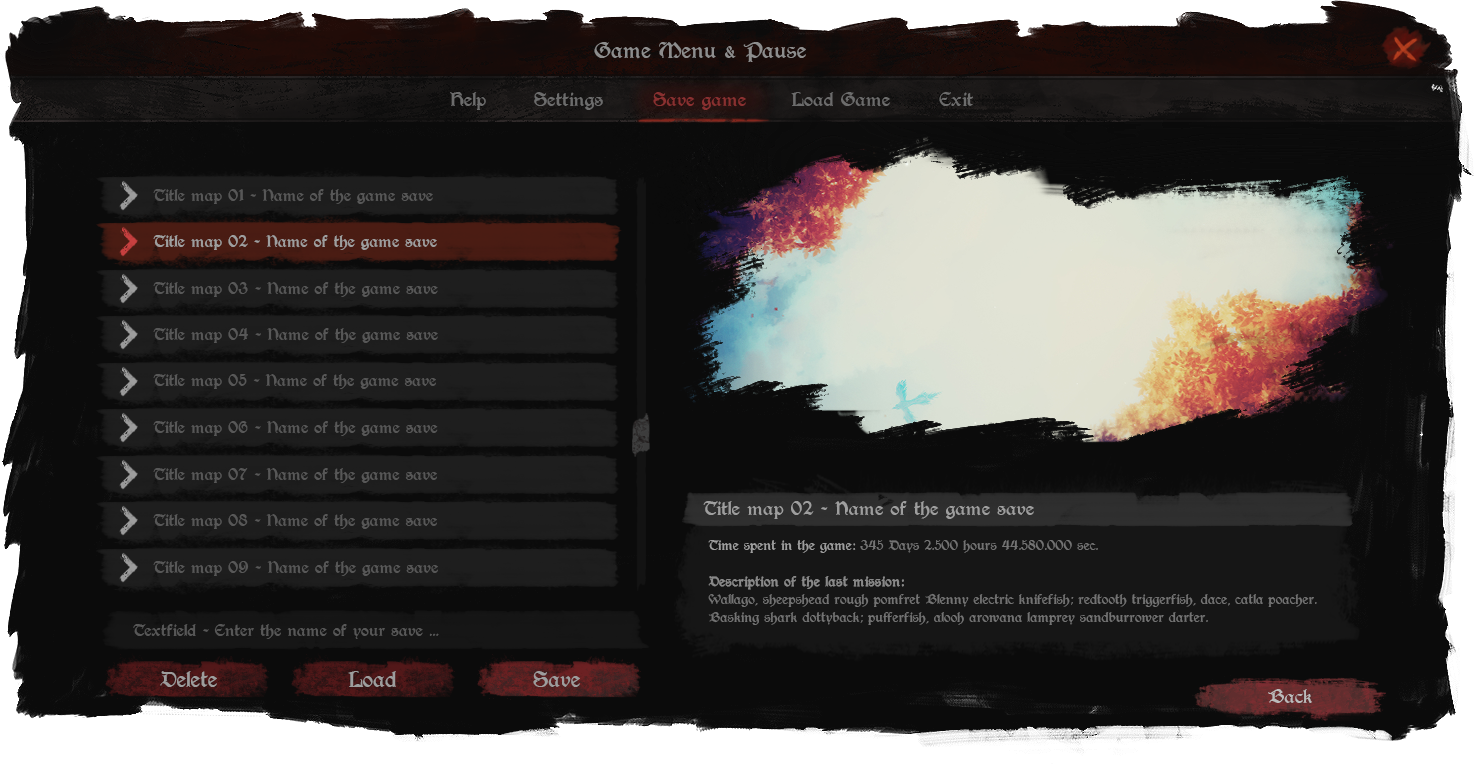 Game Menu & Pause
Help Settings Save game Load Game Exit
Title map 01 - Name of the game save
Title map 02 - Name of the game save
Title map 03 - Name of the game save
Title map 04 - Name of the game save
Title map 05 - Name of the game save
Title map 06 - Name of the game save
Title map 07 - Name of the game save
Title map 08 - Name of the game save
Title map 09 - Name of the game save
Textfield - Enter the name of your save ...
Delete Load Save
Title map 02 - Name of the game save
Time spent in the game: 345 Days 2.500 hours 44.580.000 sec.
Description of the last mission:
Wallago, sheepshead rough pomfret Blenny electric knifefish; redtooth triggerfish, dace, catla poacher.
Basking shark dottyback; pufferfish, alooh arowana lamprey sandburrower darter.
Back